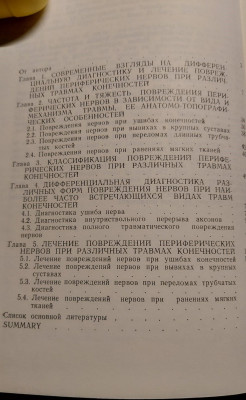 От автора
Глава 1. СОВРЕМЕННЫЕ ВЗГЛЯДЫ НА ДИФФЕРЕН-
ЦИАЛЬНУЮ ДИАГНОСТИКУ И ЛЕЧЕНИЕ ПОВРЕЖ-
ДЕНИЙ ПЕРИФЕРИЧЕСКИХ НЕРВОВ ПРИ РАЗЛИЧ-
НЫХ ТРАВМАХ КОНЕЧНОСТЕЙ
Глава 2. ЧАСТОТА И ТЯЖЕСТЬ ПОВРЕЖДЕНИЯ ПЕРИ-
ФЕРИЧЕСКИХ НЕРВОВ В ЗАВИСИМОСТИ ОТ ВИДА И
МЕХАНИЗМА ТРАВМЫ, ЕЕ АНАТОМО-ТОПОГРАФИ-
ЧЕСКИХ ОСОБЕННОСТЕЙ
2.1. Повреждения нервов при ушибах конечностей
2.2. Повреждения нервов при вывихах в крупных суставах
2.3. Повреждения нервов при переломах длинных трубча-
тых костей
2.4. Повреждения нервов при ранениях мягких тканей
Глава 3. КЛАССИФИКАЦИЯ ПОВРЕЖДЕНИЙ ПЕРИФЕ-
РИЧЕСКИХ НЕРВОВ ПРИ РАЗЛИЧНЫХ ТРАВМАХ
КОНЕЧНОСТЕЙ
Глава 4. ДИФФЕРЕНЦИАЛЬНАЯ ДИАГНОСТИКА РАЗ-
ЛИЧНЫХ ФОРМ ПОВРЕЖДЕНИЯ НЕРВОВ ПРИ НАИ-
БОЛЕЕ ЧАСТО ВСТРЕЧАЮЩИХСЯ ВИДАХ ТРАВМ
КОНЕЧНОСТЕЙ
4.1. Диагностика ушиба нерва
4.2. Диагностика внутриствольного перерыва аксонов
4.3. Диагностика полного травматического повреждения
нервов
Глава 5. ЛЕЧЕНИЕ ПОВРЕЖДЕНИЙ ПЕРИФЕРИЧЕСКИХ
НЕРВОВ ПРИ РАЗЛИЧНЫХ ТРАВМАХ КОНЕЧНОСТЕЙ
5.1. Лечение повреждений нервов при ушибах конечностей
5.2. Лечение повреждений нервов при вывихах в крупных
суставах
5.3. Лечение повреждений нервов при переломах трубчатых
костей
5.4. Лечение повреждений нервов при ранениях мягких
тканей
Список основной литературы
SUMMARY